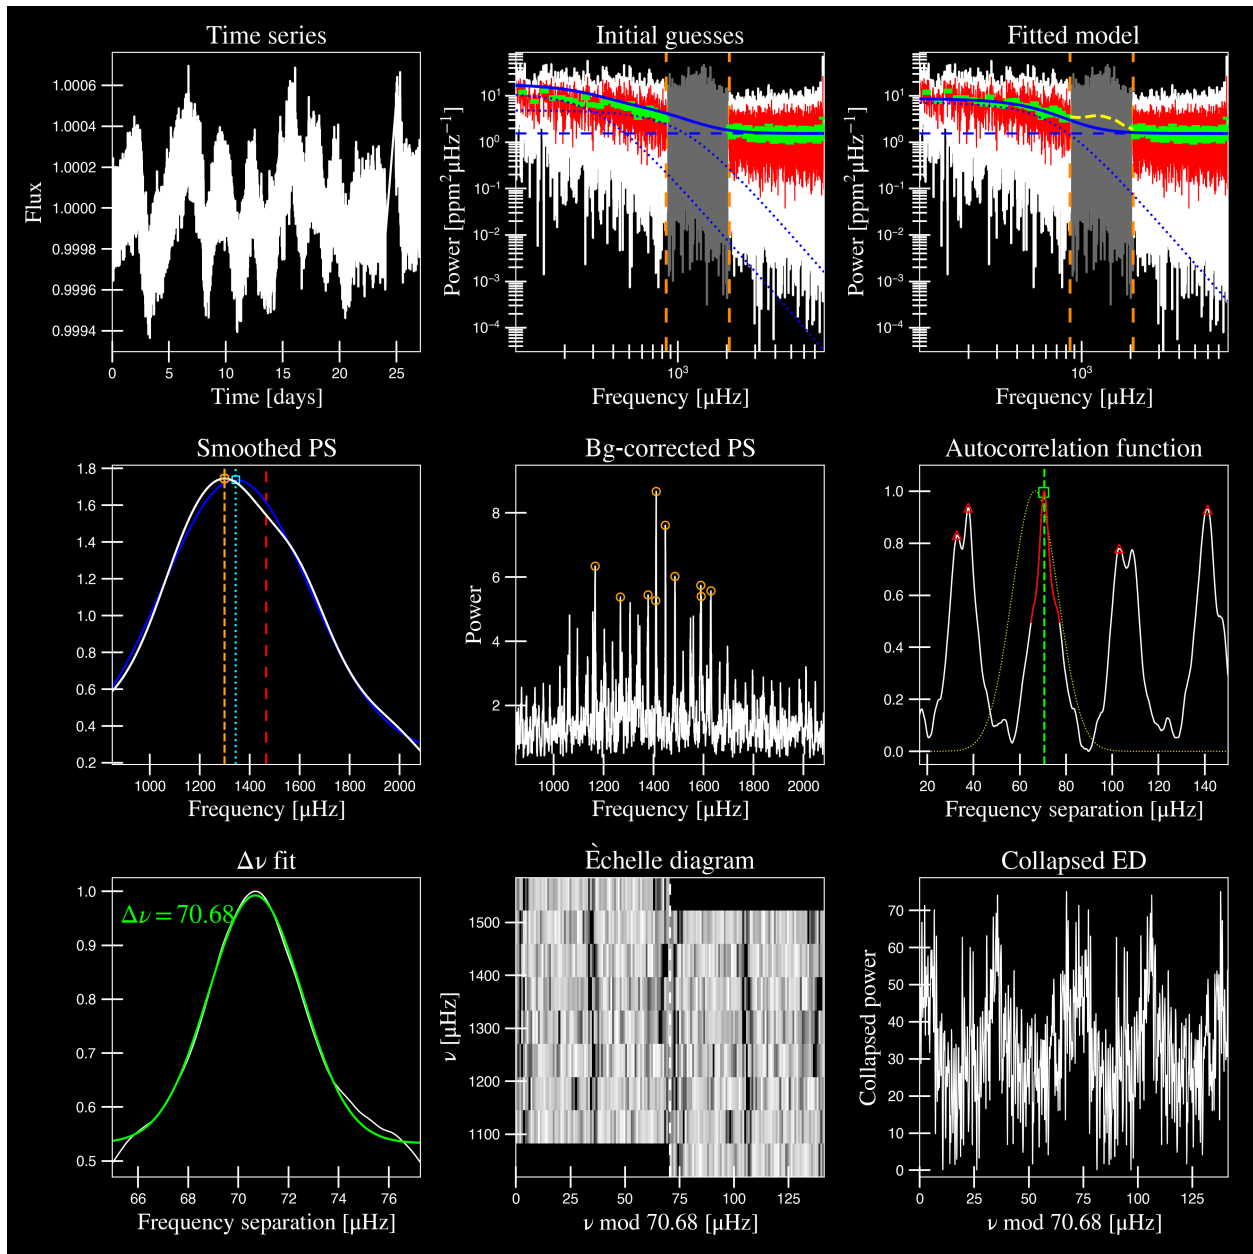 Time series
Initial guesses
Fitted model
1.0006
1.0004
1.0002
1.0000
0.9998
0.9996
0.9994
Flux
0 5 10 15 20 25
Time [days]
10¹
10⁰
10⁻¹
10⁻²
10⁻³
10⁻⁴
Power [ppm² μHz⁻¹]
10³
Frequency [μHz]
10¹
10⁰
10⁻¹
10⁻²
10⁻³
10⁻⁴
Power [ppm² μHz⁻¹]
10³
Frequency [μHz]
Smoothed PS
Bg-corrected PS
Autocorrelation function
1.8
1.6
1.4
1.2
1.0
0.8
0.6
0.4
0.2
1000 1200 1400 1600 1800 2000
Frequency [μHz]
8
6
4
2
Power
1000 1200 1400 1600 1800 2000
Frequency [μHz]
1.0
0.8
0.6
0.4
0.2
0.0
20 40 60 80 100 120 140
Frequency separation [μHz]
Δν fit
Èchelle diagram
Collapsed ED
Δν = 70.68
1.0
0.9
0.8
0.7
0.6
0.5
66 68 70 72 74 76
Frequency separation [μHz]
1500
1400
1300
1200
1100
ν [μHz]
0 25 50 75 100 125
ν mod 70.68 [μHz]
70
60
50
40
30
20
10
0
Collapsed power
0 25 50 75 100 125
ν mod 70.68 [μHz]